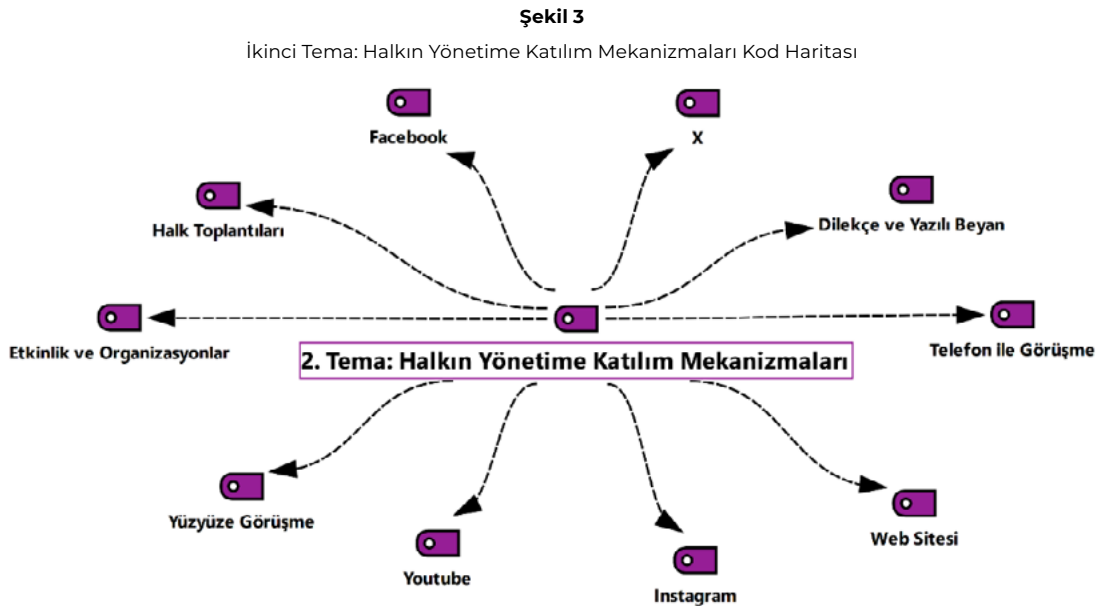 Şekil 3
İkinci Tema: Halkın Yönetime Katılım Mekanizmaları Kod Haritası
Facebook
X
Halk Toplantıları
Dilekçe ve Yazılı Beyan
Etkinlik ve Organizasyonlar
Telefon ile Görüşme
2. Tema: Halkın Yönetime Katılım Mekanizmaları
Yüzyüze Görüşme
Web Sitesi
Youtube
Instagram